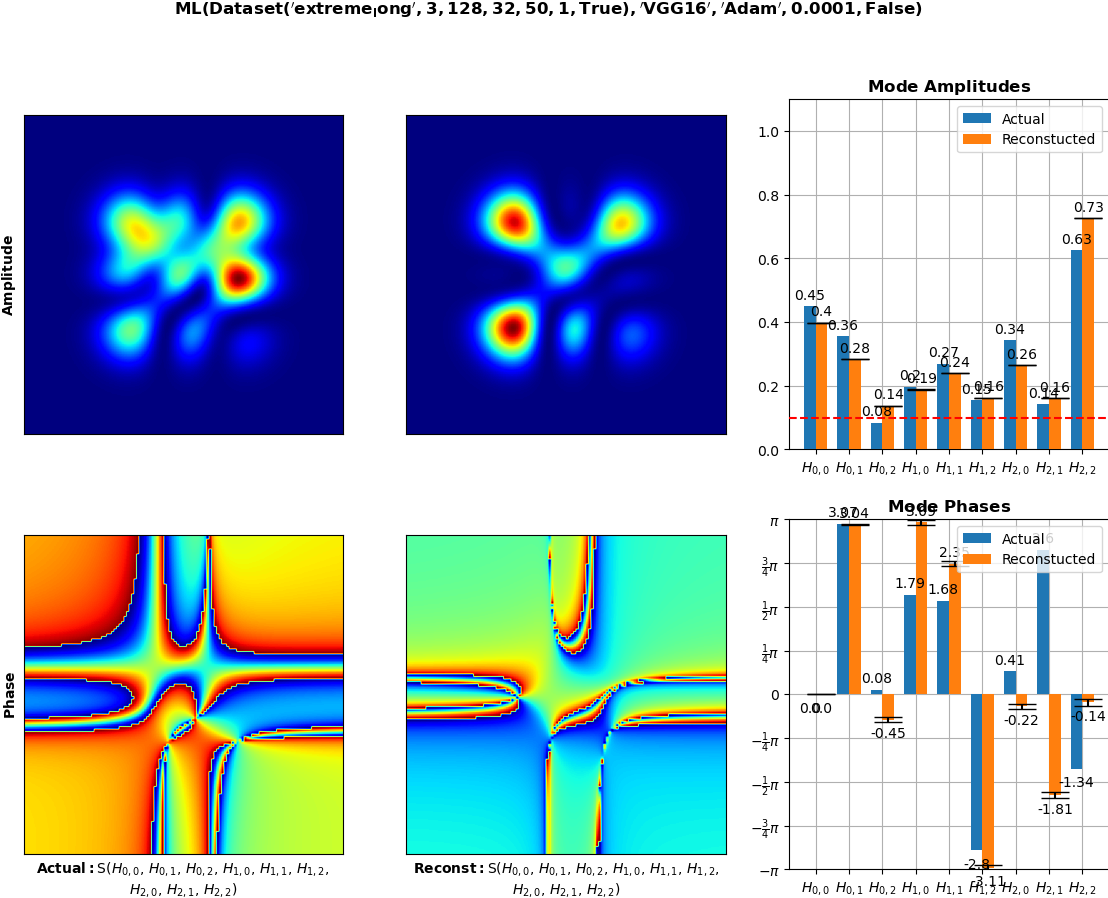 ML(Dataset('extreme_long', 3, 128, 32, 50, 1, True), 'VGG16', 'Adam', 0.0001, False)
Amplitude
Mode Amplitudes
Actual
Reconstucted
1.0
0.8
0.6
0.4
0.2
0.0
0.45
0.4
0.36
0.28
0.08
0.14
0.2
0.19
0.27
0.24
0.15
0.16
0.34
0.26
0.14
0.16
0.63
0.73
H0,0 H0,1 H0,2 H1,0 H1,1 H1,2 H2,0 H2,1 H2,2
Phase
Mode Phases
Actual
Reconstucted
π
3/4π
1/2π
1/4π
0
−1/4π
−1/2π
−3/4π
−π
0.0
3.04
0.08
-0.45
1.79
3.09
1.68
2.35
-2.8
-3.11
0.41
-0.22
-1.81
-1.34
-0.14
H0,0 H0,1 H0,2 H1,0 H1,1 H1,2 H2,0 H2,1 H2,2
Actual: S(H0,0, H0,1, H0,2, H1,0, H1,1, H1,2,
H2,0, H2,1, H2,2)
Reconst: S(H0,0, H0,1, H0,2, H1,0, H1,1, H1,2,
H2,0, H2,1, H2,2)